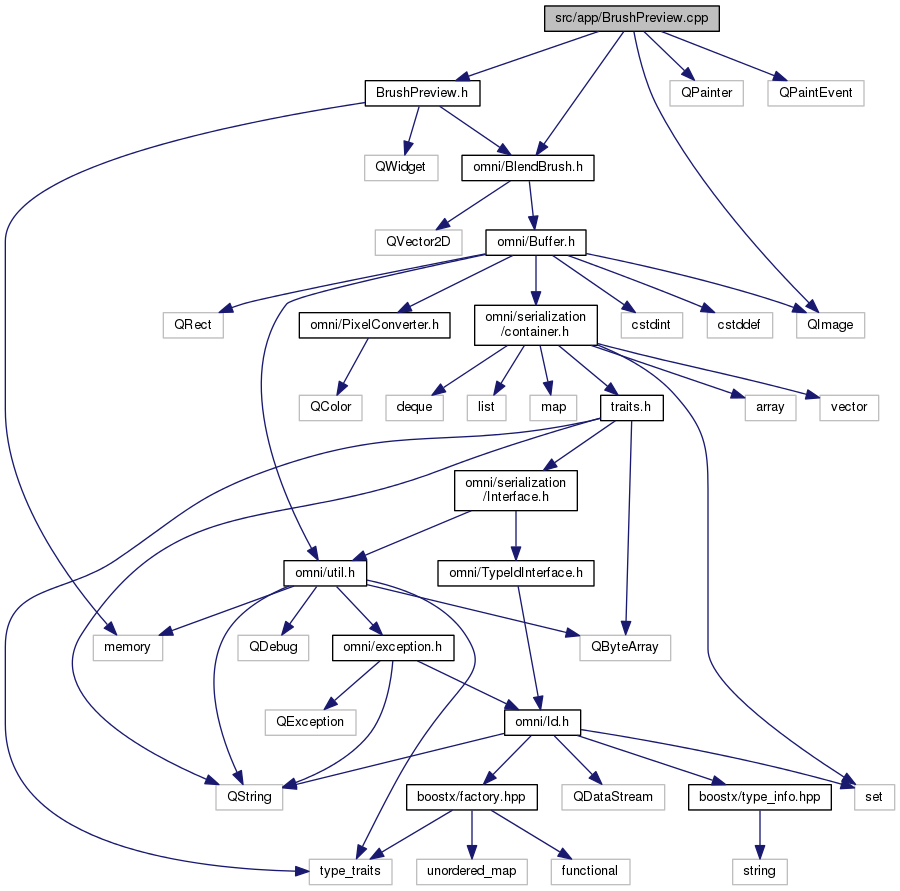 src/app/BrushPreview.cpp
BrushPreview.h
QPainter
QPaintEvent
QWidget
omni/BlendBrush.h
QVector2D
omni/Buffer.h
QRect
omni/PixelConverter.h
omni/serialization
/container.h
cstdint
cstddef
QImage
QColor
deque
list
map
traits.h
array
vector
omni/serialization
/Interface.h
omni/util.h
omni/TypeIdInterface.h
memory
QDebug
omni/exception.h
QByteArray
QException
omni/Id.h
QString
boostx/factory.hpp
QDataStream
boostx/type_info.hpp
set
type_traits
unordered_map
functional
string